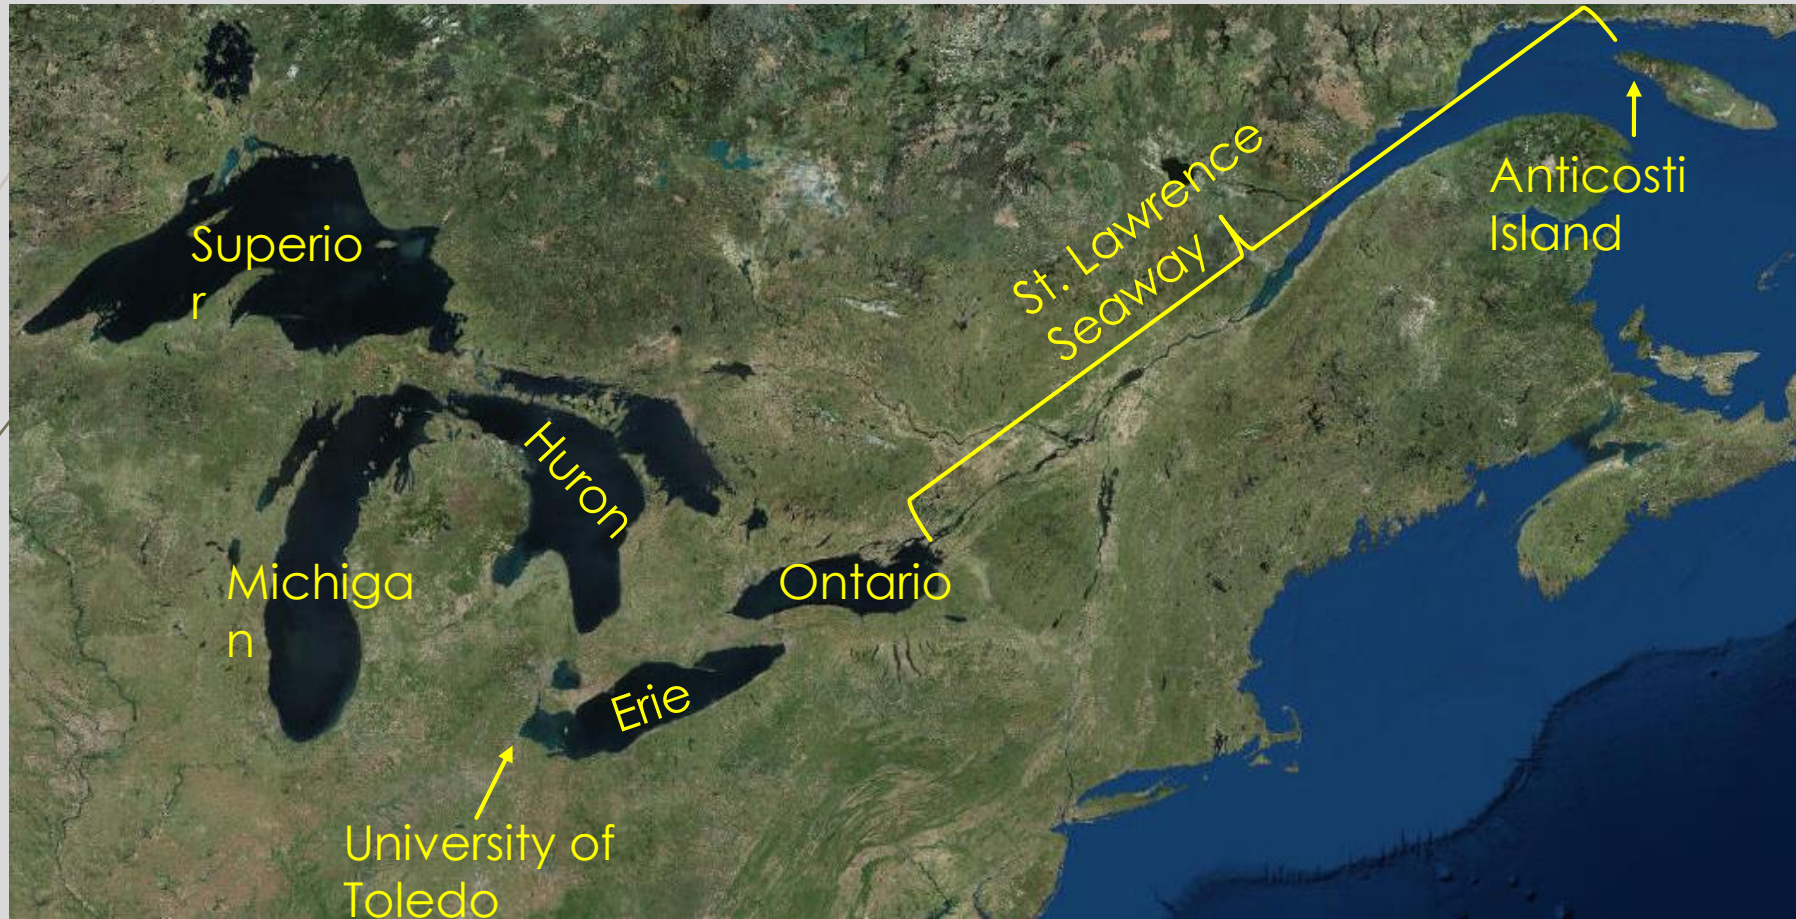 Superio
r
Michiga
n
Huron
Erie
Ontario
St. Lawrence
Seaway
Anticosti
Island
University of
Toledo